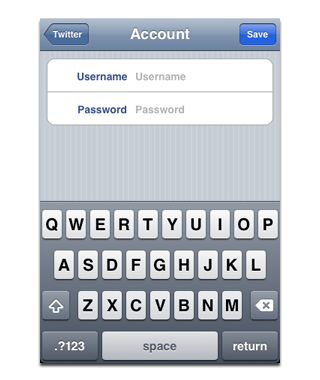 Twitter Account Save
Username Username
Password Password
Q W E R T Y U I O P
A S D F G H J K L
Z X C V B N M
.?123 space return